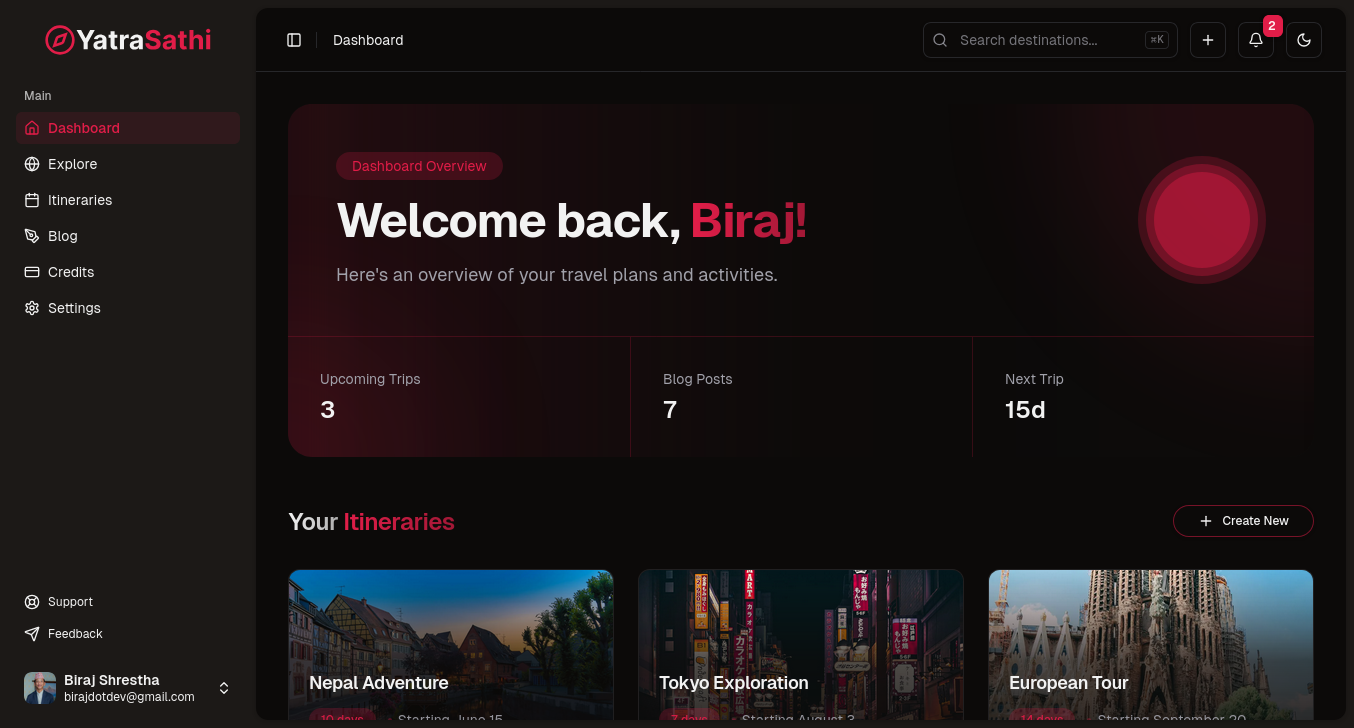 YatraSathi
Main
Dashboard
Explore
Itineraries
Blog
Credits
Settings
Support
Feedback
Biraj Shrestha
birajdotdev@gmail.com
Dashboard
Search destinations...
⌘K
2
Dashboard Overview
Welcome back, Biraj!
Here's an overview of your travel plans and activities.
Upcoming Trips
3
Blog Posts
7
Next Trip
15d
Your Itineraries
Create New
Nepal Adventure
10 days
Starting June 15
Tokyo Exploration
7 days
Starting August 3
European Tour
14 days
Starting September 20